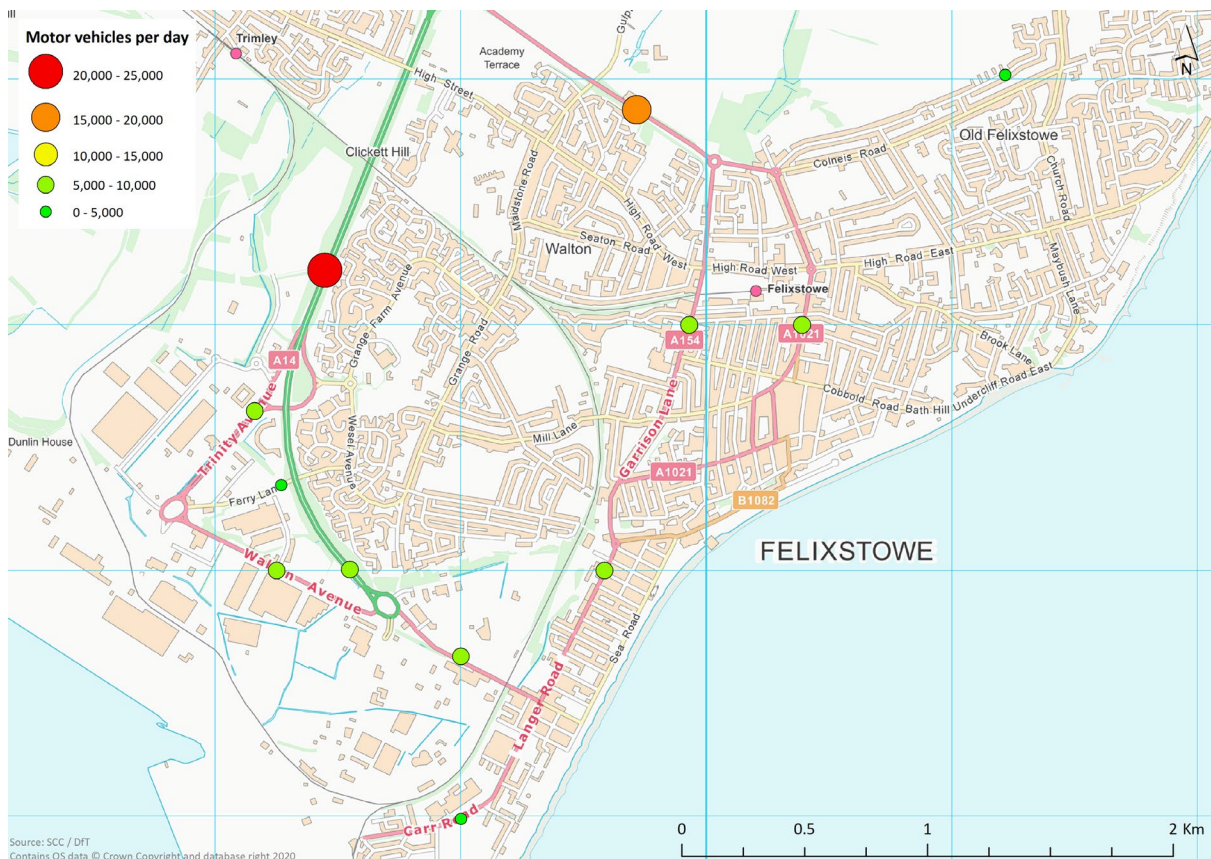 Motor vehicles per day
20,000 - 25,000
15,000 - 20,000
10,000 - 15,000
5,000 - 10,000
0 - 5,000
Trimley
Academy
Terrace
High Street
N
Clickett Hill
Old Felixstowe
Colneis Road
Church Road
Maidstone Road
High Road
Walton
Seaton Road
West
High Road West
High Road East
Maybush Lane
Felixstowe
Grange Farm Avenue
Grange Road
A154
A1021
Brook Lane
A14
Cobbold Road
Bath Hill
Undercliff Road East
Garrison Lane
Wesel Avenue
Mill Lane
Dunlin House
Trinity Avenue
A1021
Ferry Lane
B1082
FELIXSTOWE
Walton Avenue
Sea Road
Langer Road
Carr Road
0
0.5
1
2 Km
Source: SCC / DfT
Contains OS data © Crown Copyright and database right 2020